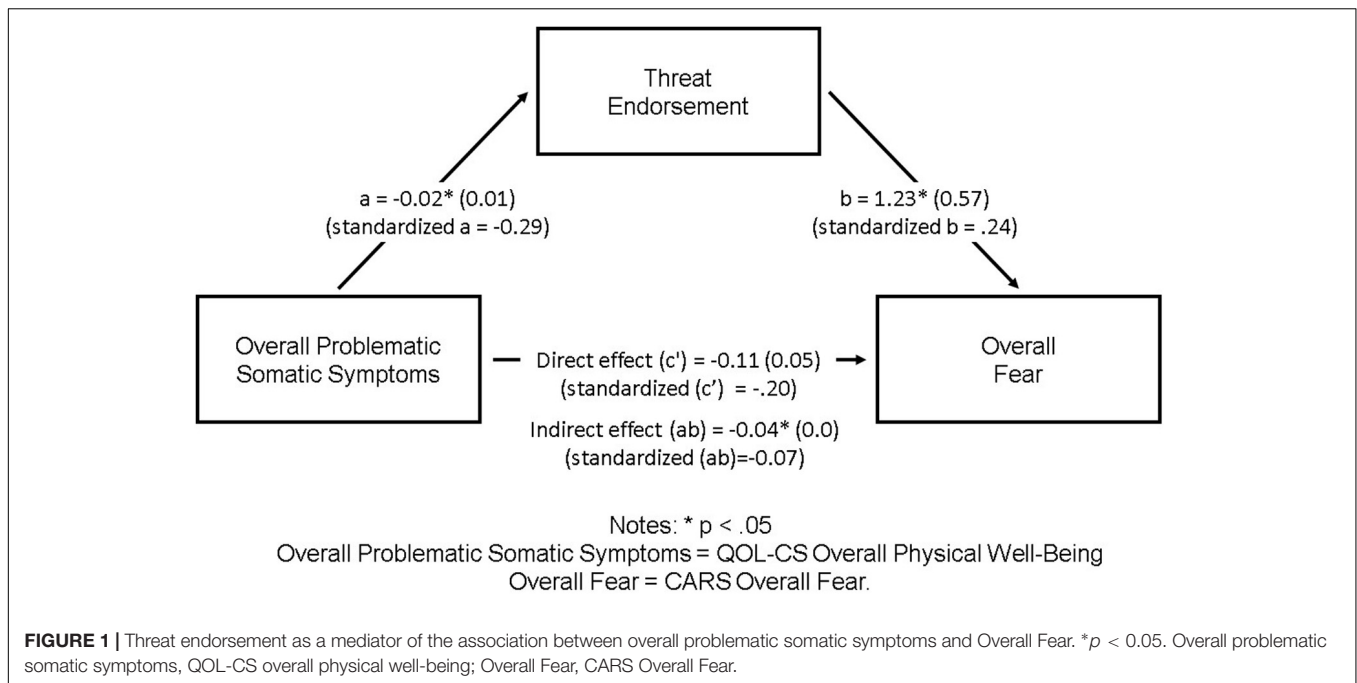 Threat
Endorsement
a = -0.02* (0.01)
(standardized a = -0.29)
b = 1.23* (0.57)
(standardized b = .24)
Overall Problematic
Somatic Symptoms
Direct effect (c') = -0.11 (0.05)
(standardized (c’) = -.20)
Overall
Fear
Indirect effect (ab) = -0.04* (0.0)
(standardized (ab)=-0.07)
Notes: * p < .05
Overall Problematic Somatic Symptoms = QOL-CS Overall Physical Well-Being
Overall Fear = CARS Overall Fear.
FIGURE 1 | Threat endorsement as a mediator of the association between overall problematic somatic symptoms and Overall Fear. *p < 0.05. Overall problematic
somatic symptoms, QOL-CS overall physical well-being; Overall Fear, CARS Overall Fear.